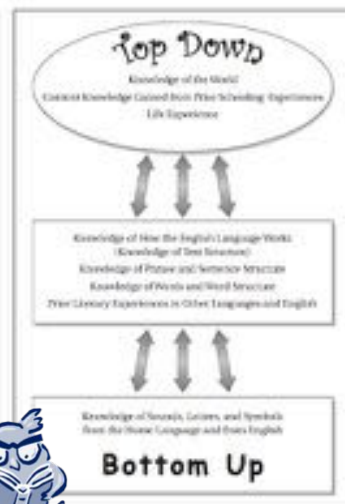 Top Down
Knowledge of the World
Content Knowledge Gained from Prior Schooling Experiences
Life Experience
Knowledge of How the English Language Works
(Knowledge of Text Structure)
Knowledge of Phrase and Sentence Structure
Knowledge of Words and Word Structure
Prior Literacy Experiences in Other Languages and English
Knowledge of Sounds, Letters, and Symbols
from the Home Language and from English
Bottom Up